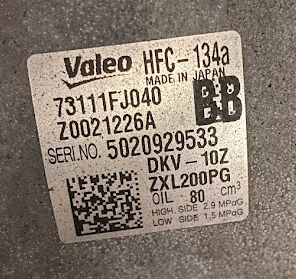 Valeo HFC-134a
MADE IN JAPAN
73111FJ040 BB
Z0021226A
SERI.NO. 5020929533
DKV-10Z
ZXL200PG
OIL 80 cm³
HIGH SIDE 2.9 MPaG
LOW SIDE 1.5 MPaG